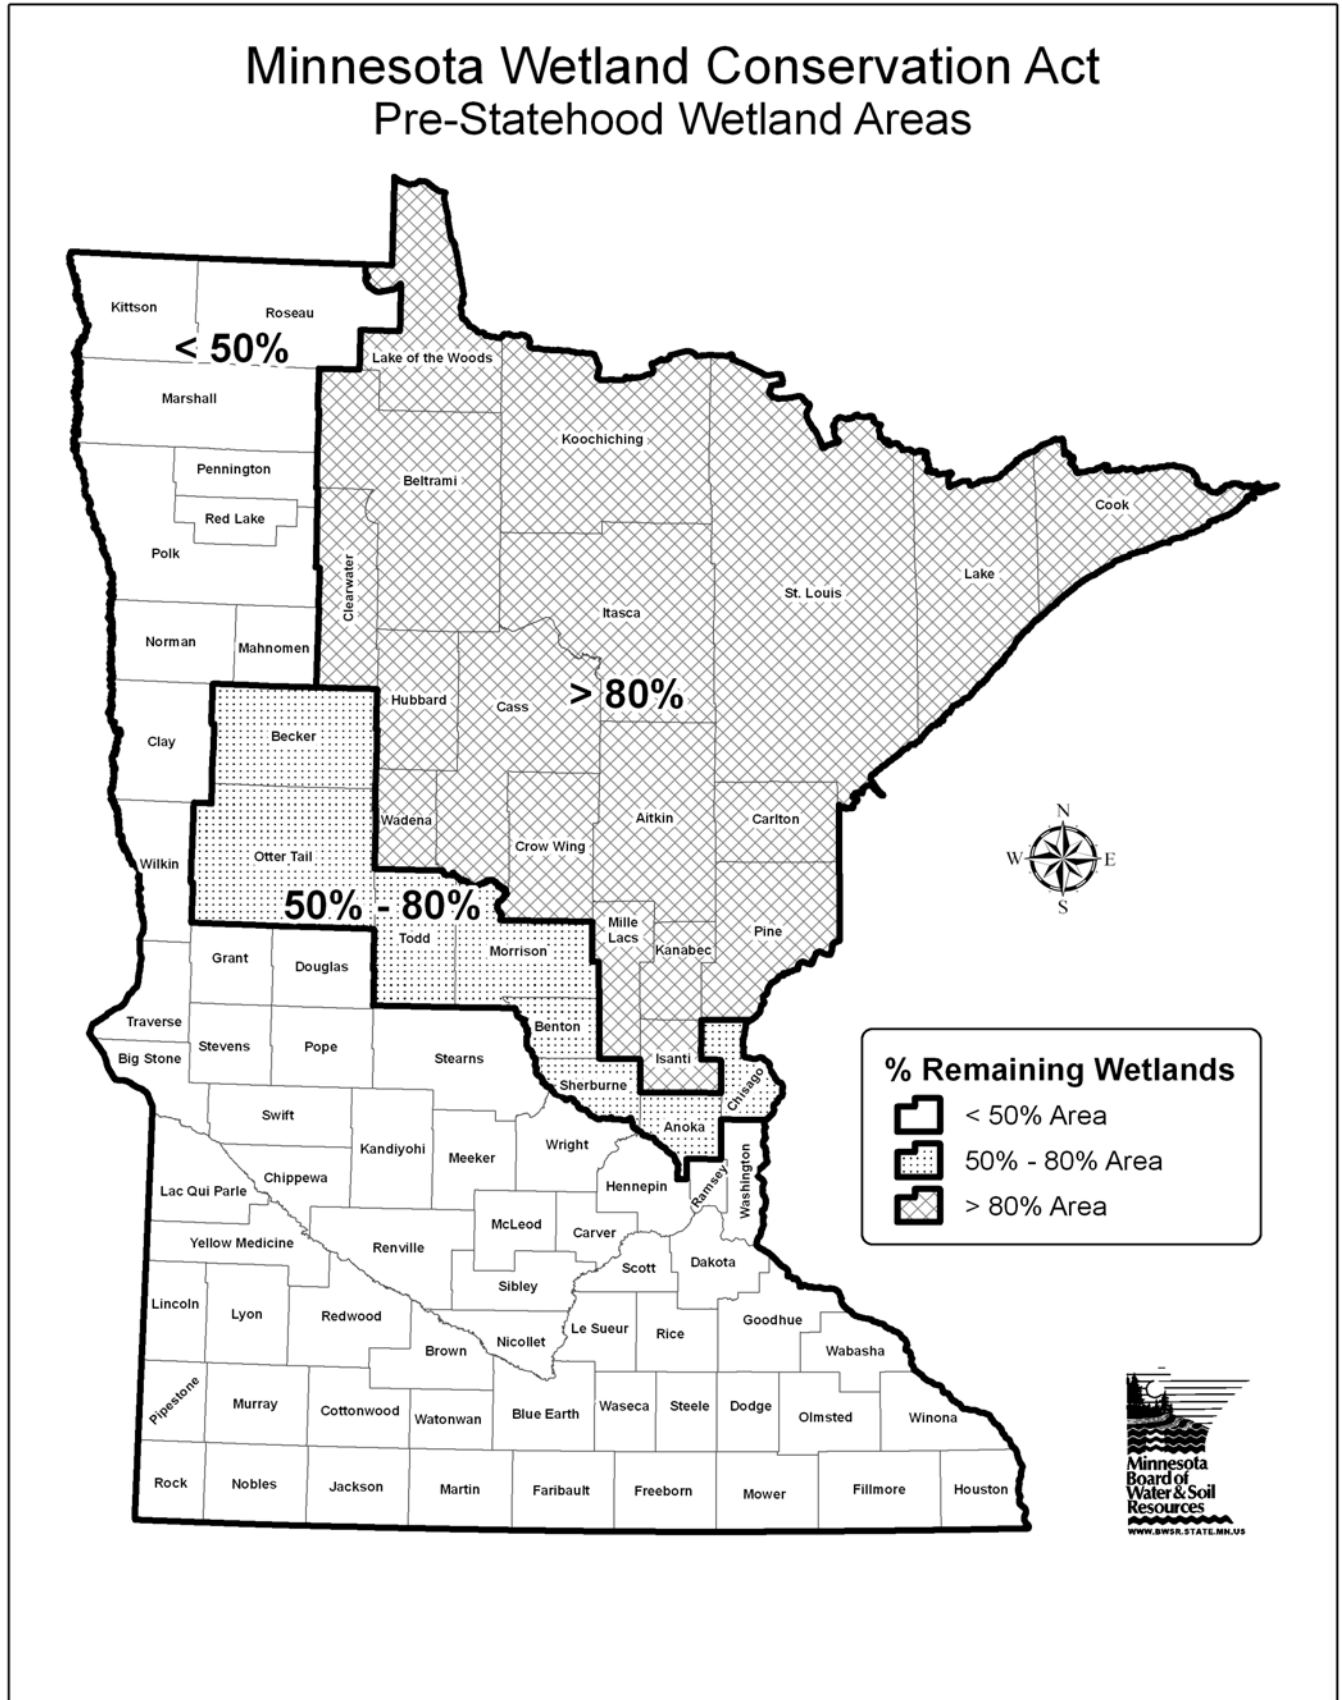 Minnesota Wetland Conservation Act
Pre-Statehood Wetland Areas
Kittson
Roseau
< 50%
Lake of the Woods
Marshall
Koochiching
Pennington
Beltrami
Red Lake
Cook
Polk
Clearwater
Lake
St. Louis
Itasca
Norman
Mahnomen
Hubbard
Cass
> 80%
Becker
Clay
Wadena
Aitkin
Carlton
Crow Wing
Otter Tail
Wilkin
50% - 80%
Mille
Lacs
Todd
Morrison
Kanabec
Pine
Grant
Douglas
Traverse
Benton
Stevens
Pope
Stearns
Big Stone
Isanti
Sherburne
Chisago
Swift
Anoka
Kandiyohi
Wright
Meeker
Chippewa
Lac Qui Parle
Hennepin
Ramsey
Washington
McLeod
Carver
Yellow Medicine
Renville
Scott
Dakota
Sibley
Lincoln
Lyon
Redwood
Le Sueur
Rice
Goodhue
Nicollet
Brown
Wabasha
Pipestone
Murray
Cottonwood
Watonwan
Blue Earth
Waseca
Steele
Dodge
Olmsted
Winona
Rock
Nobles
Jackson
Martin
Faribault
Freeborn
Mower
Fillmore
Houston
N
W
E
S
% Remaining Wetlands
< 50% Area
50% - 80% Area
> 80% Area
Minnesota
Board of
Water & Soil
Resources
WWW.BWSR.STATE.MN.US